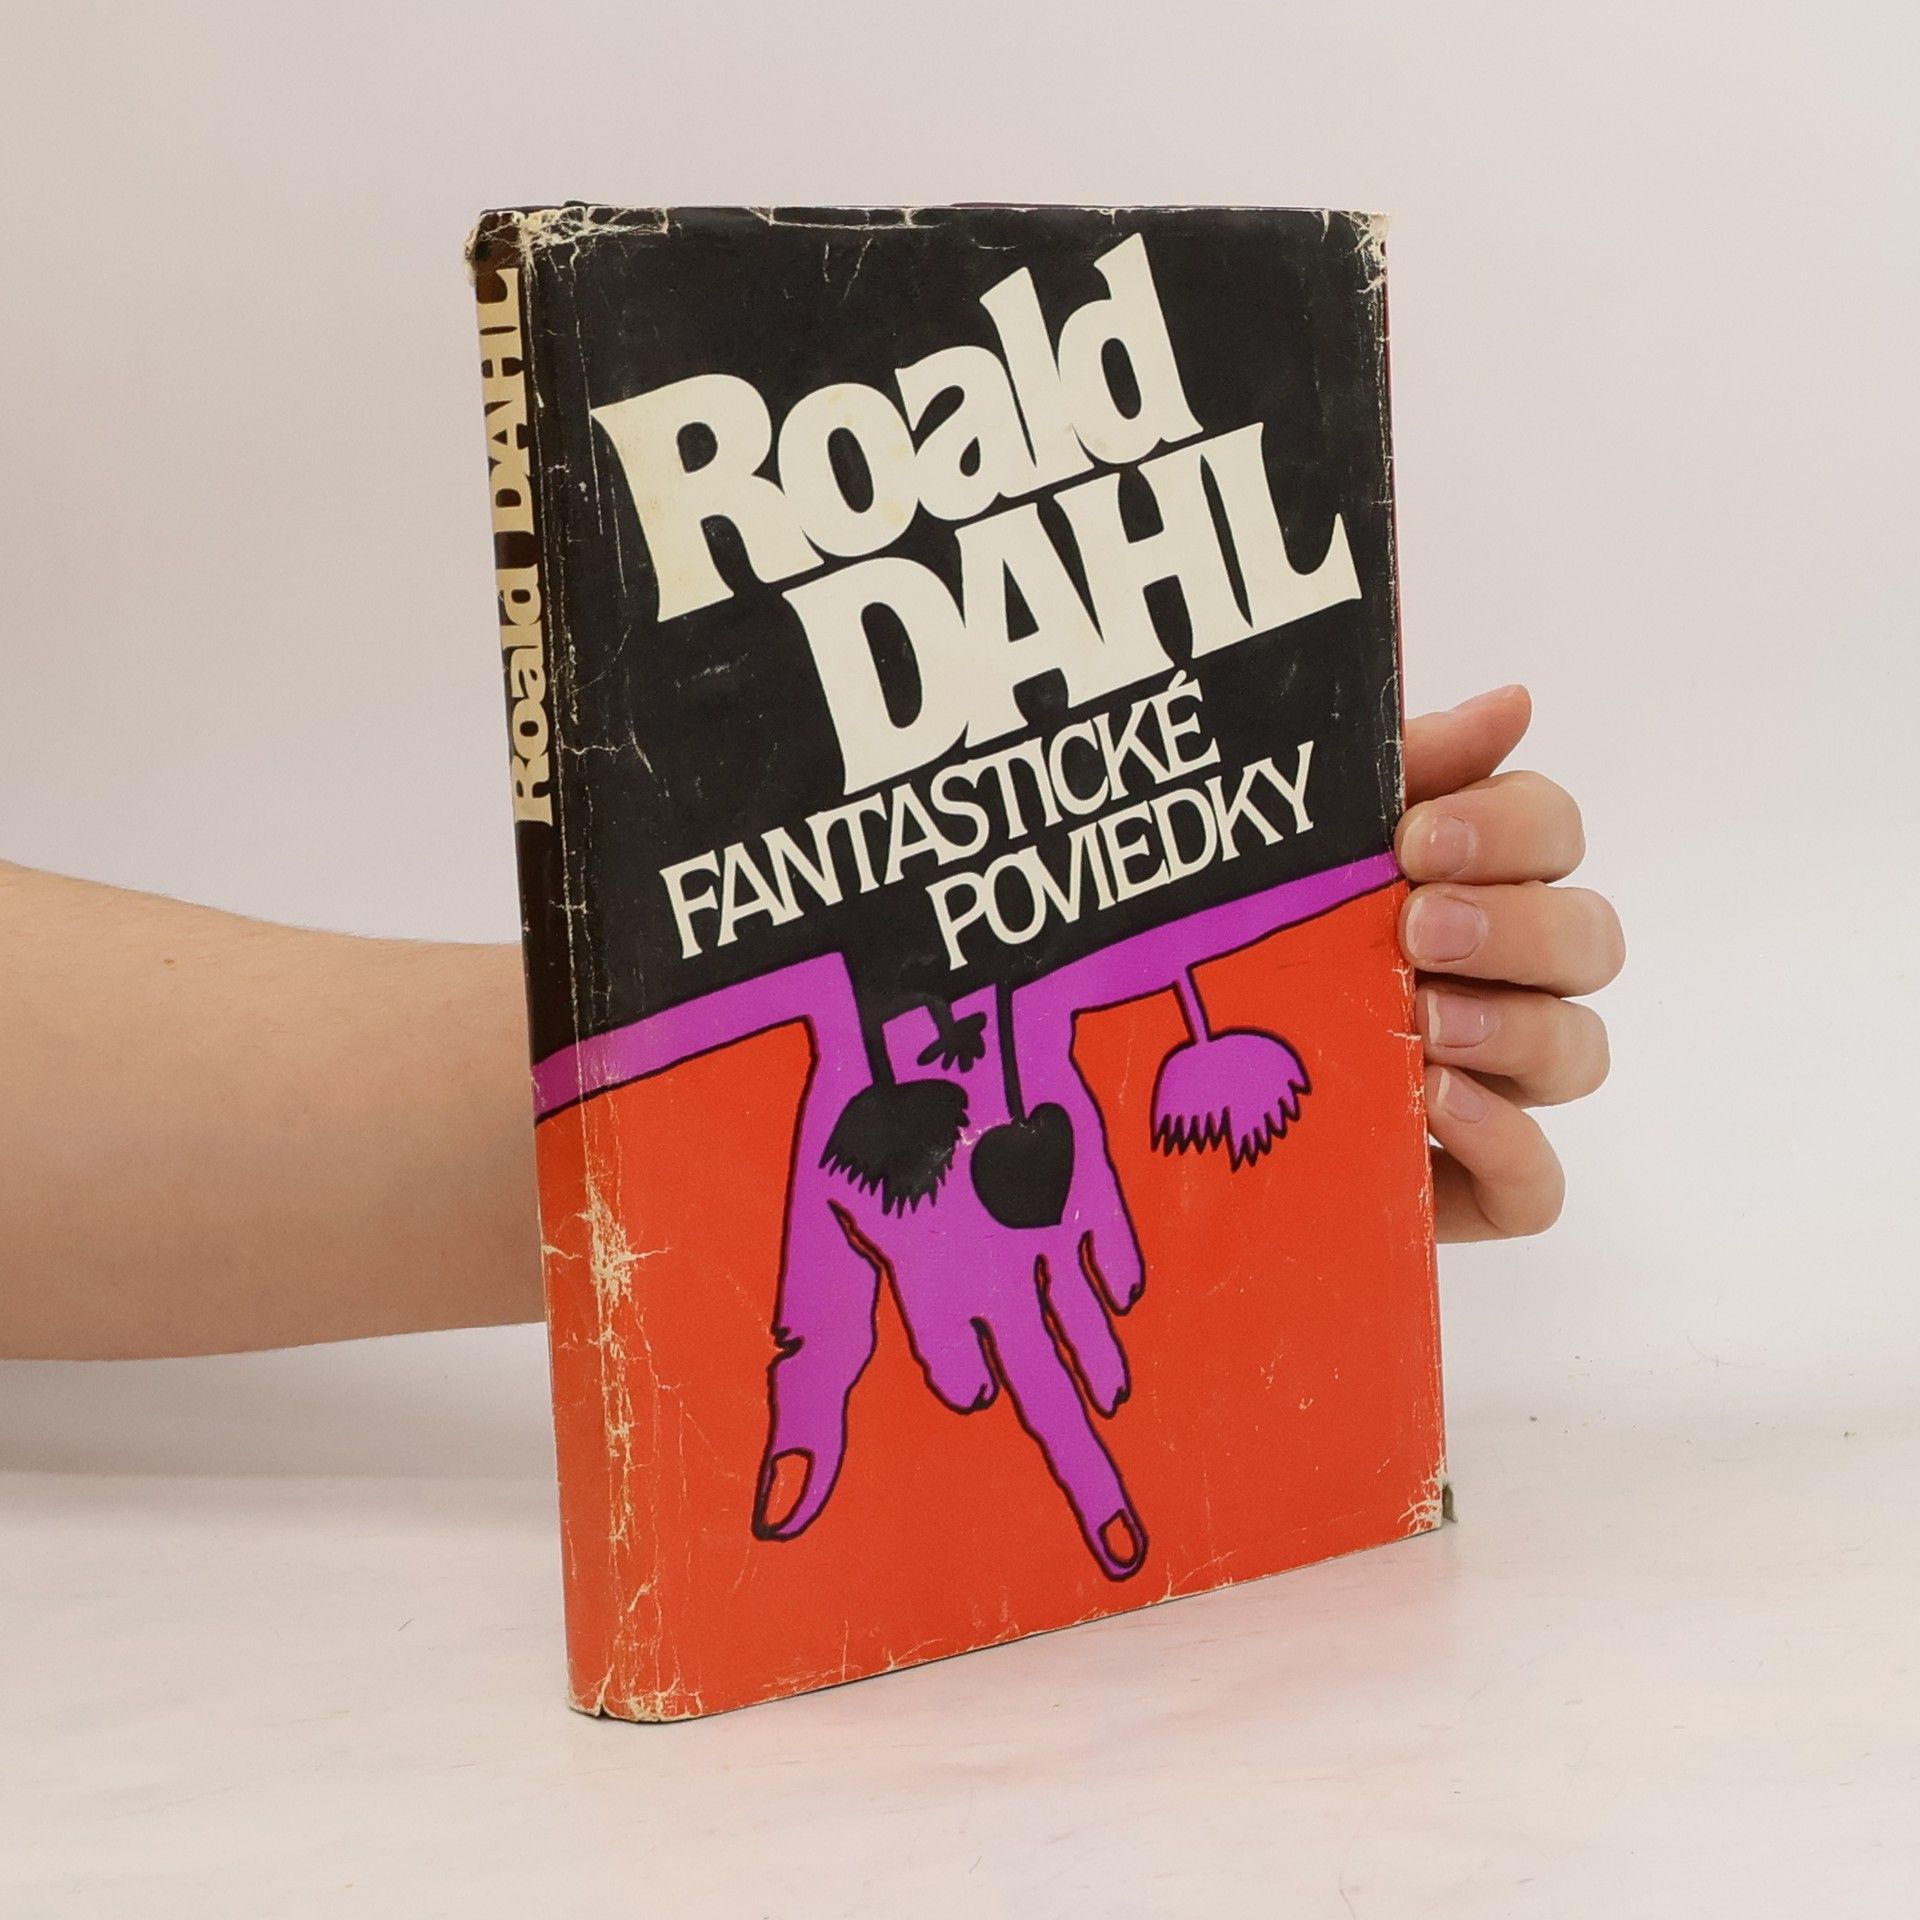 Roald DAHL
Roald
DAHL
FANTASTICKÉ
POVIEDKY